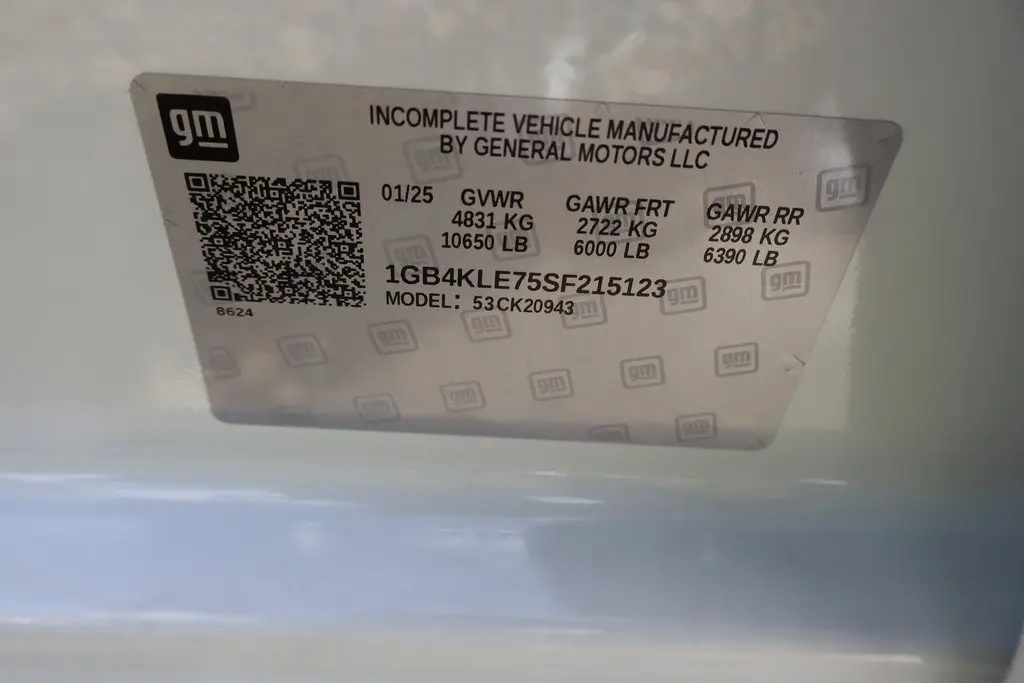 gm
INCOMPLETE VEHICLE MANUFACTURED
BY GENERAL MOTORS LLC
01/25 GVWR GAWR FRT GAWR RR
4831 KG 2722 KG 2898 KG
10650 LB 6000 LB 6390 LB
1GB4KLE75SF215123
MODEL: 53CK20943
8624